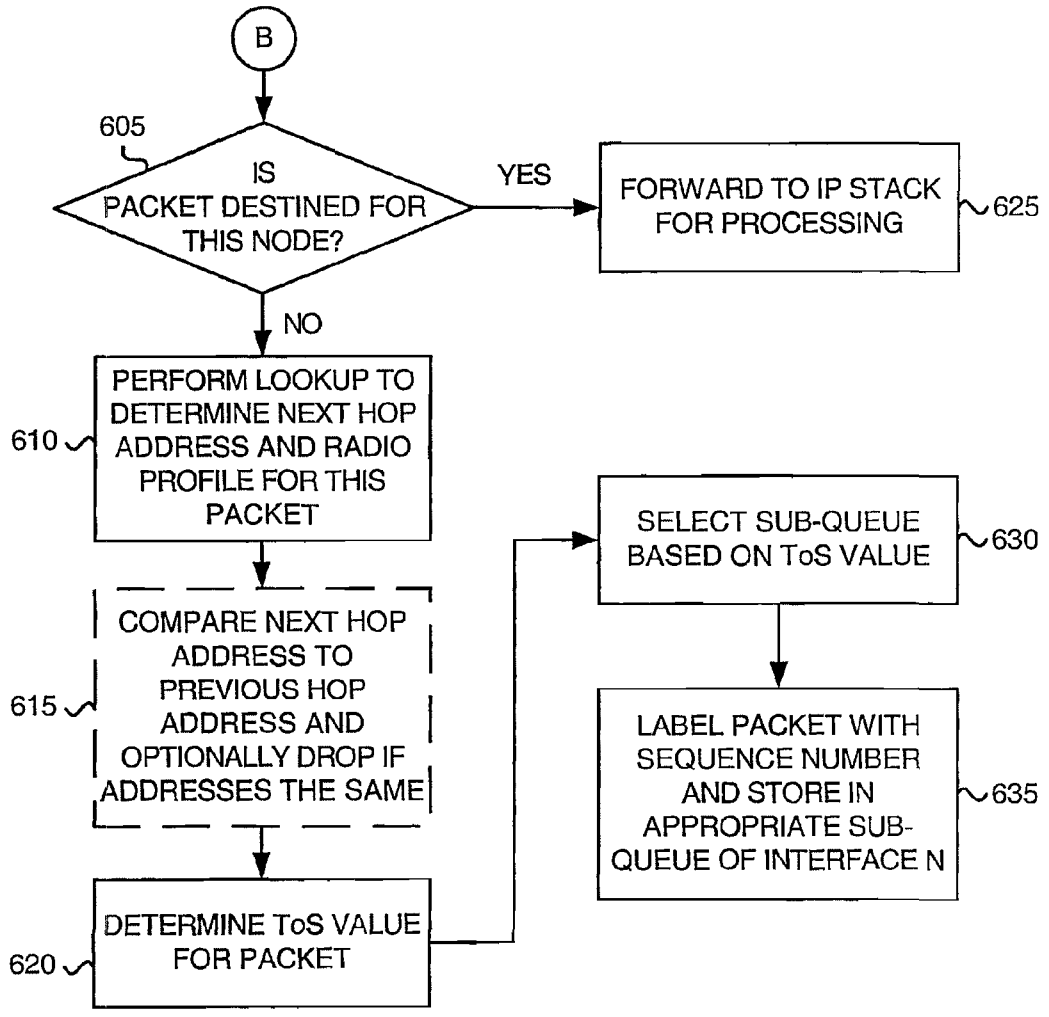 B
605
IS
PACKET DESTINED FOR
THIS NODE?
YES
FORWARD TO IP STACK
FOR PROCESSING
625
NO
PERFORM LOOKUP TO
DETERMINE NEXT HOP
ADDRESS AND RADIO
PROFILE FOR THIS
PACKET
610
COMPARE NEXT HOP
ADDRESS TO
PREVIOUS HOP
ADDRESS AND
OPTIONALLY DROP IF
ADDRESSES THE SAME
615
DETERMINE ToS VALUE
FOR PACKET
620
SELECT SUB-QUEUE
BASED ON ToS VALUE
630
LABEL PACKET WITH
SEQUENCE NUMBER
AND STORE IN
APPROPRIATE SUB-
QUEUE OF INTERFACE N
635